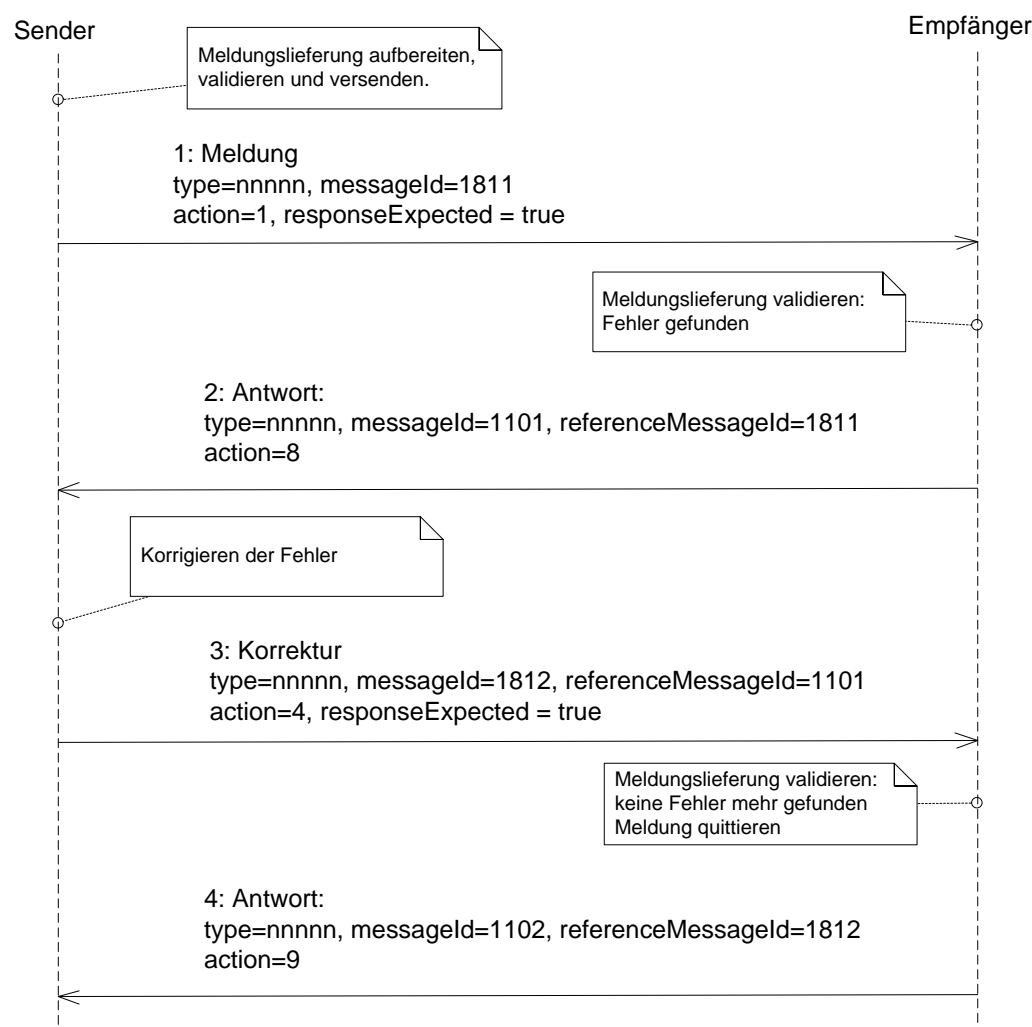 Sender
Empfänger
Meldungslieferung aufbereiten,
validieren und versenden.
1: Meldung
type=nnnnn, messageId=1811
action=1, responseExpected = true
Meldungslieferung validieren:
Fehler gefunden
2: Antwort:
type=nnnnn, messageId=1101, referenceMessageId=1811
action=8
Korrigieren der Fehler
3: Korrektur
type=nnnnn, messageId=1812, referenceMessageId=1101
action=4, responseExpected = true
Meldungslieferung validieren:
keine Fehler mehr gefunden
Meldung quittieren
4: Antwort:
type=nnnnn, messageId=1102, referenceMessageId=1812
action=9